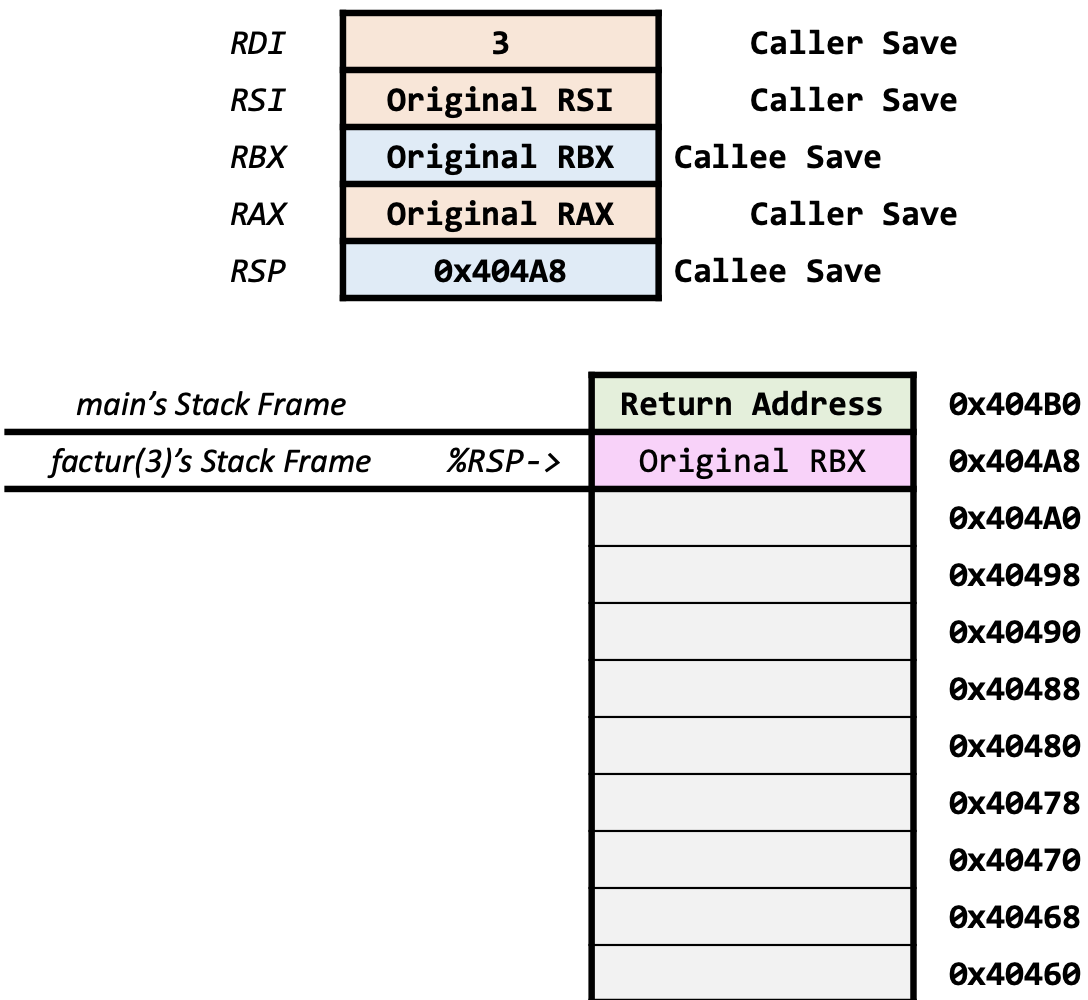 RDI 3 Caller Save
RSI Original RSI Caller Save
RBX Original RBX Callee Save
RAX Original RAX Caller Save
RSP 0x404A8 Callee Save
main’s Stack Frame Return Address 0x404B0
factur(3)’s Stack Frame %RSP-> Original RBX 0x404A8
0x404A0
0x40498
0x40490
0x40488
0x40480
0x40478
0x40470
0x40468
0x40460